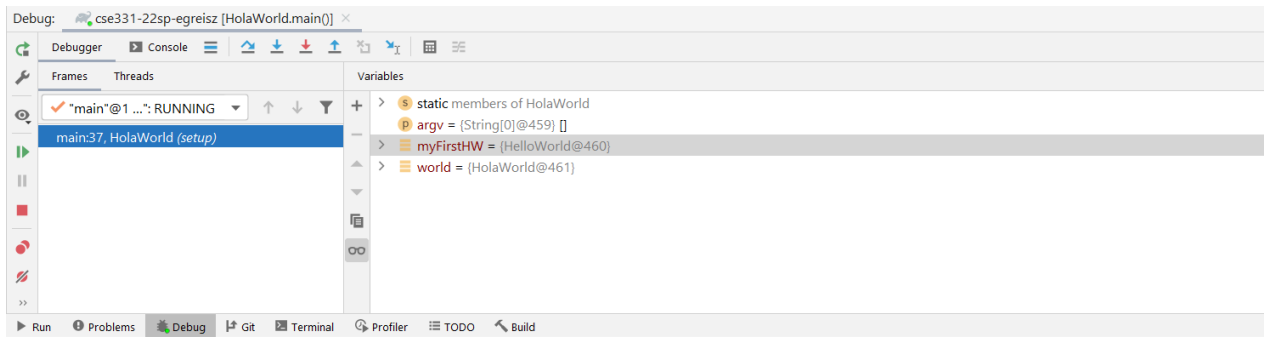 Debug: cse331-22sp-egreisz [HolaWorld.main()]
Debugger Console
Frames Threads
Variables
"main"@1 ...": RUNNING
main:37, HolaWorld (setup)
static members of HolaWorld
argv = {String[0]@459} []
myFirstHW = {HelloWorld@460}
world = {HolaWorld@461}
Run Problems Debug Git Terminal Profiler TODO Build